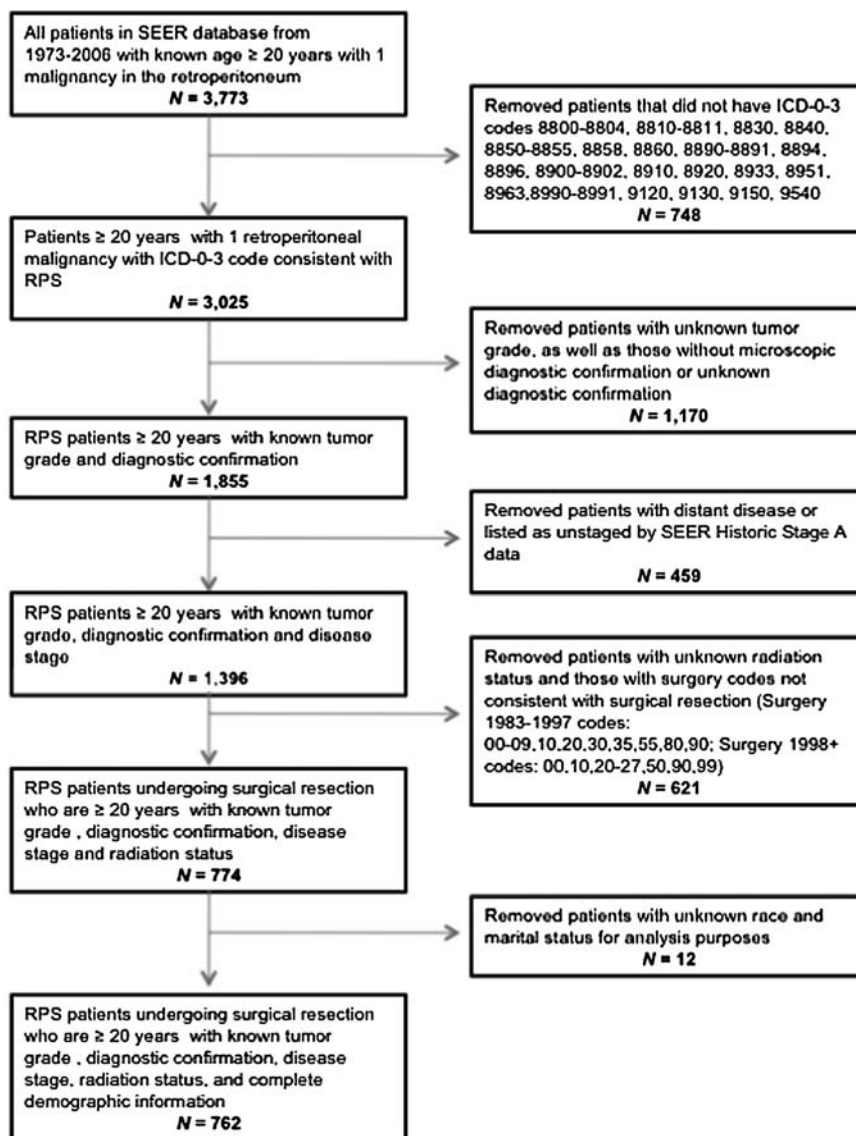 All patients in SEER database from
1973-2006 with known age ≥ 20 years with 1
malignancy in the retroperitoneum
N = 3,773
Removed patients that did not have ICD-0-3
codes 8800-8804, 8810-8811, 8830, 8840,
8850-8855, 8858, 8860, 8890-8891, 8894,
8896, 8900-8902, 8910, 8920, 8933, 8951,
8963,8990-8991, 9120, 9130, 9150, 9540
N = 748
Patients ≥ 20 years with 1 retroperitoneal
malignancy with ICD-0-3 code consistent with
RPS
N = 3,025
Removed patients with unknown tumor
grade, as well as those without microscopic
diagnostic confirmation or unknown
diagnostic confirmation
N = 1,170
RPS patients ≥ 20 years with known tumor
grade and diagnostic confirmation
N = 1,855
Removed patients with distant disease or
listed as unstaged by SEER Historic Stage A
data
N = 459
RPS patients ≥ 20 years with known tumor
grade, diagnostic confirmation and disease
stage
N = 1,396
Removed patients with unknown radiation
status and those with surgery codes not
consistent with surgical resection (Surgery
1983-1997 codes:
00-09,10,20,30,35,55,80,90; Surgery 1998+
codes: 00,10,20-27,50,90,99)
N = 621
RPS patients undergoing surgical resection
who are ≥ 20 years with known tumor
grade , diagnostic confirmation, disease
stage and radiation status
N = 774
Removed patients with unknown race and
marital status for analysis purposes
N = 12
RPS patients undergoing surgical resection
who are ≥ 20 years with known tumor
grade , diagnostic confirmation, disease
stage, radiation status, and complete
demographic information
N = 762